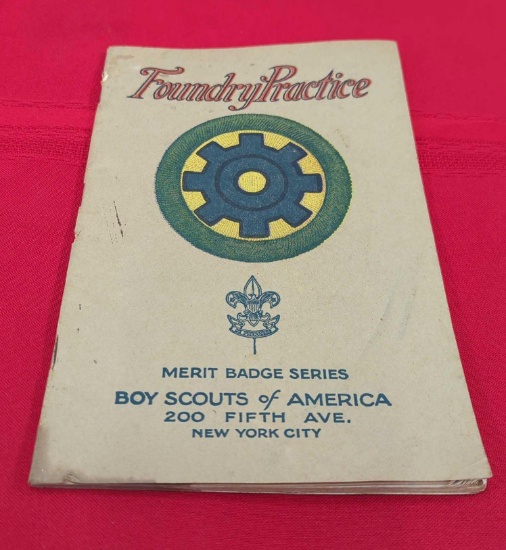 Foundry Practice
MERIT BADGE SERIES
BOY SCOUTS of AMERICA
200 FIFTH AVE.
NEW YORK CITY